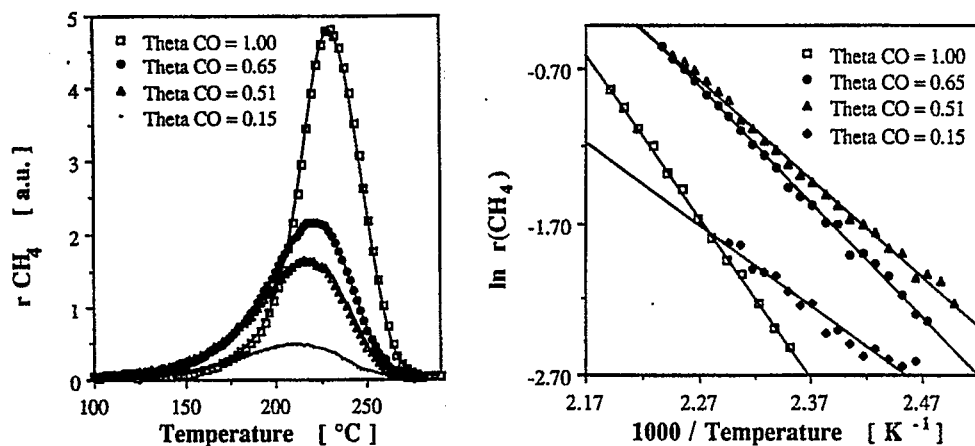 5
4
3
2
1
0
r CH4 [ a.u. ]
Theta CO = 1.00
Theta CO = 0.65
Theta CO = 0.51
Theta CO = 0.15
100
150
200
250
Temperature [ °C ]
-0.70
-1.70
-2.70
ln r(CH4)
Theta CO = 1.00
Theta CO = 0.65
Theta CO = 0.51
Theta CO = 0.15
2.17
2.27
2.37
2.47
1000 / Temperature [ K -1 ]